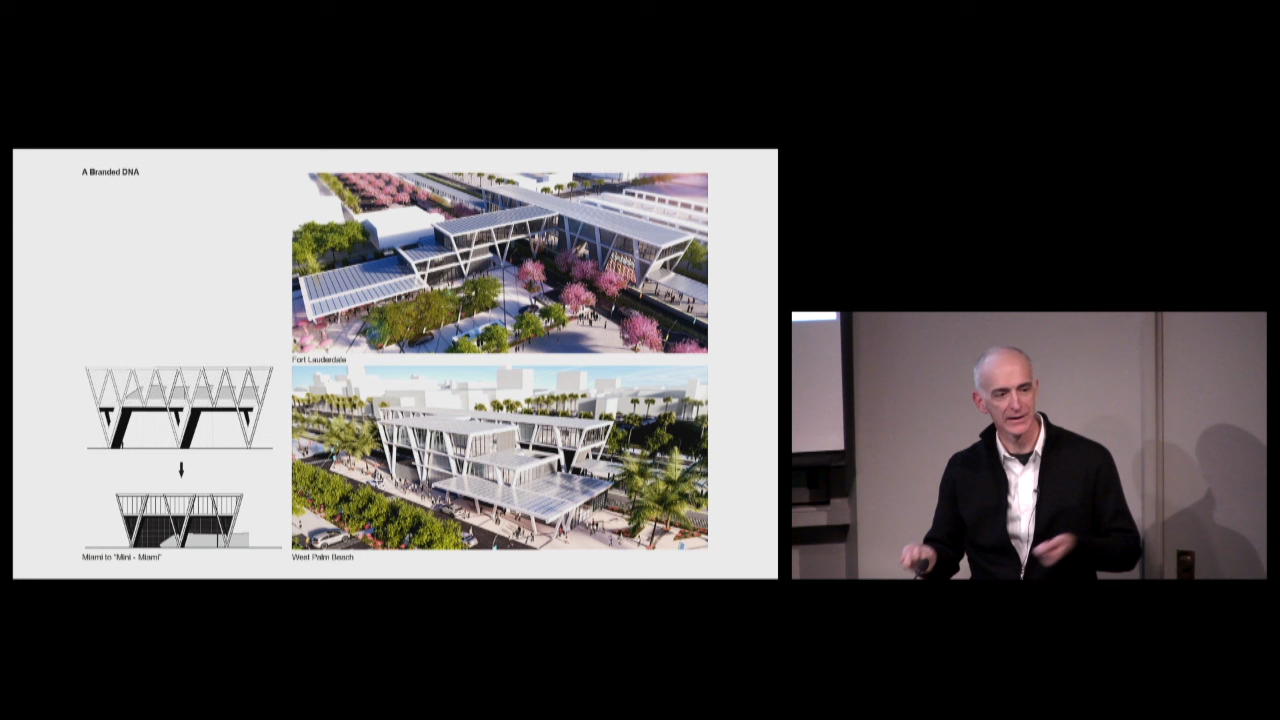 A Branded DNA
Fort Lauderdale
Miami to "Mini - Miami"
West Palm Beach